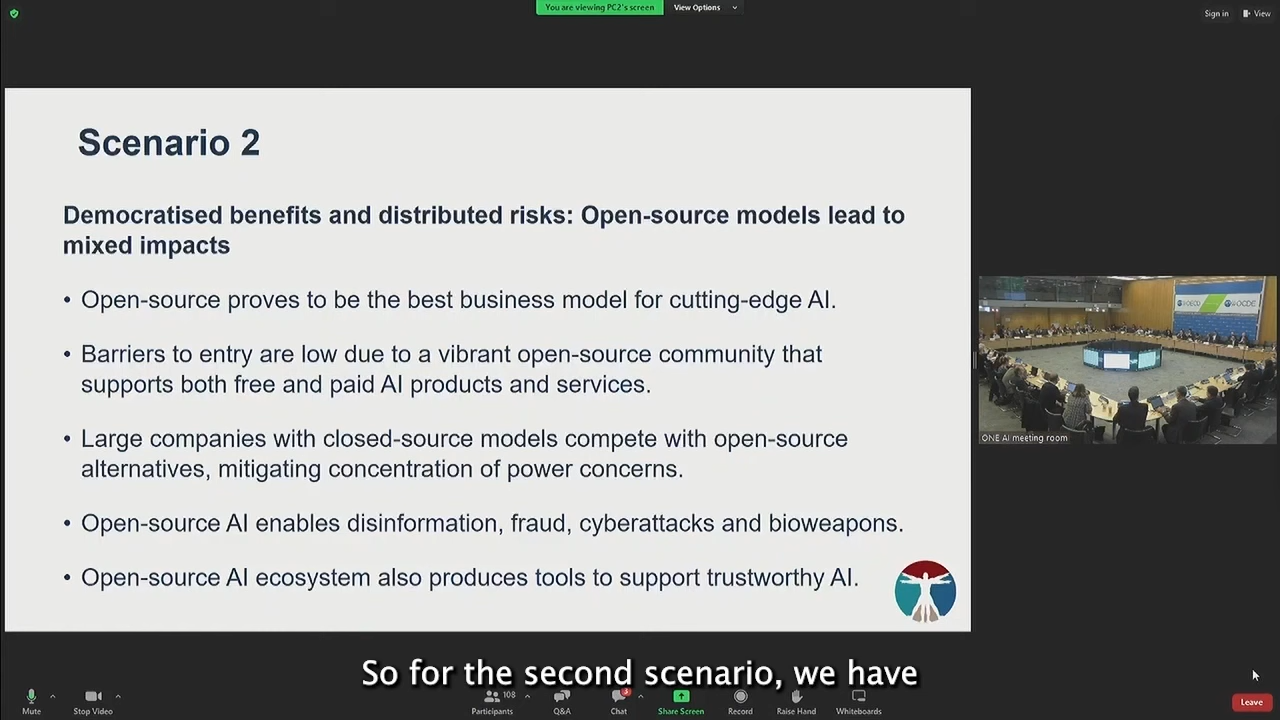 You are viewing PC2's screen
View Options
Sign in
View
Scenario 2
Democratised benefits and distributed risks: Open-source models lead to
mixed impacts
• Open-source proves to be the best business model for cutting-edge AI.
• Barriers to entry are low due to a vibrant open-source community that
supports both free and paid AI products and services.
• Large companies with closed-source models compete with open-source
alternatives, mitigating concentration of power concerns.
• Open-source AI enables disinformation, fraud, cyberattacks and bioweapons.
• Open-source AI ecosystem also produces tools to support trustworthy AI.
OECD
OCDE
ONE AI meeting room
So for the second scenario, we have
108
3
Mute
Stop Video
Participants
Q&A
Chat
Share Screen
Record
Raise Hand
Whiteboards
Leave